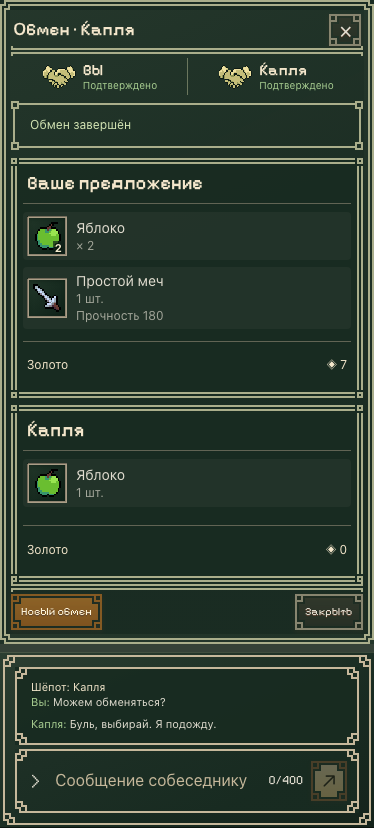 Обмен · Капля
Вы
Подтверждено
Капля
Подтверждено
Обмен завершён
Ваше предложение
2
Яблоко
× 2
Простой меч
1 шт.
Прочность 180
Золото
7
Капля
Яблоко
1 шт.
Золото
0
Новый обмен
Закрыть
Шёпот: Капля
Вы: Можем обменяться?
Капля: Буль, выбирай. Я подожду.
Сообщение собеседнику
0/400